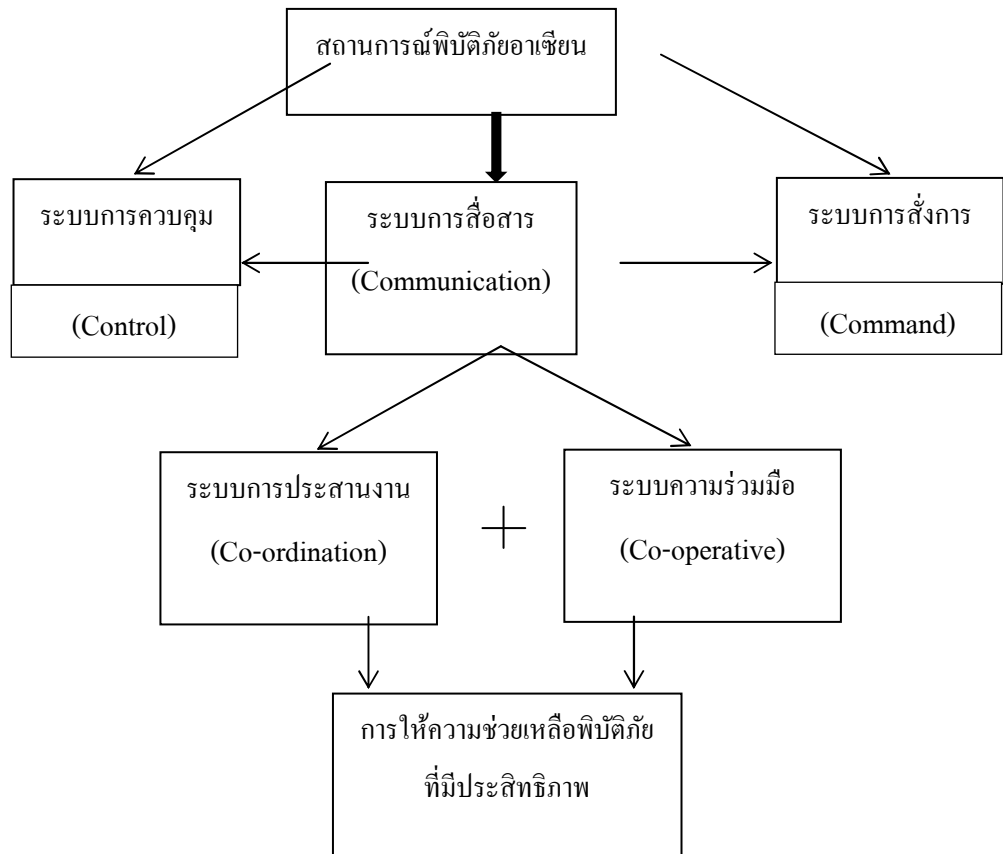 สถานการณ์พิบัติภัยอาเซียน
ระบบการควบคุม
(Control)
ระบบการสื่อสาร
(Communication)
ระบบการสั่งการ
(Command)
ระบบการประสานงาน
(Co-ordination)
ระบบความร่วมมือ
(Co-operative)
การให้ความช่วยเหลือพิบัติภัย
ที่มีประสิทธิภาพ